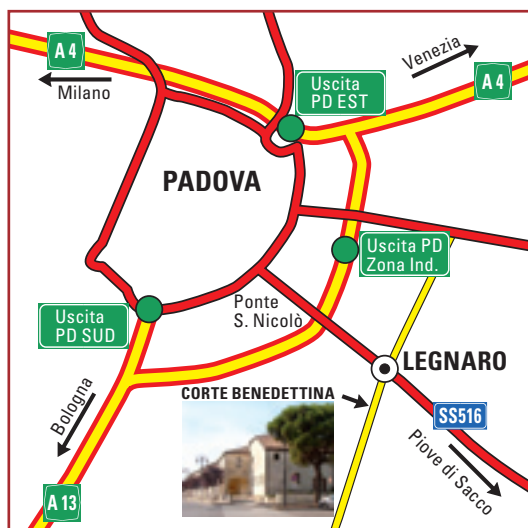 A 4
Milano
Uscita
PD EST
Venezia
A 4
PADOVA
Uscita PD
Zona Ind.
Ponte
S. Nicolò
Uscita
PD SUD
LEGNARO
CORTE BENEDETTINA
Bologna
SS516
Piove di Sacco
A 13